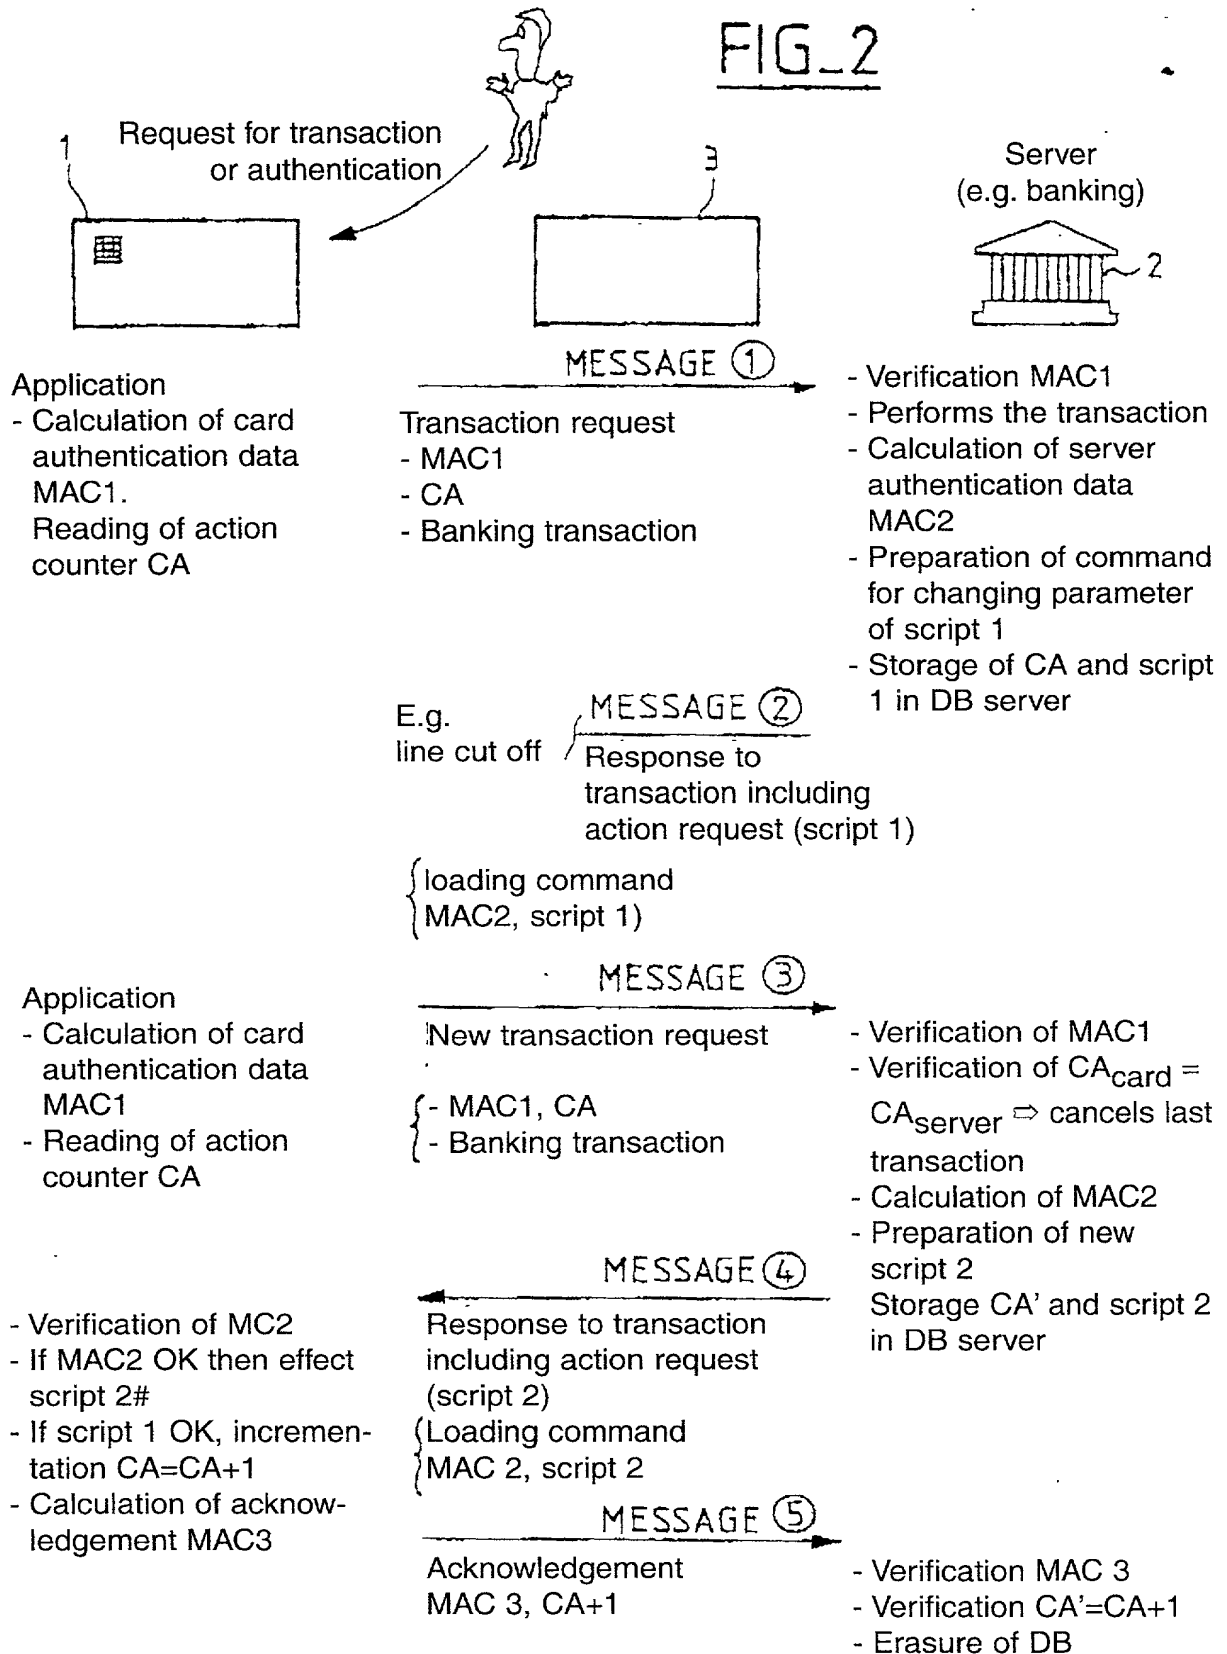 FIG_2
Request for transaction
or authentication
1
3
Server
(e.g. banking)
2
MESSAGE 1
Application
- Calculation of card
authentication data
MAC1.
Reading of action
counter CA
Transaction request
- MAC1
- CA
- Banking transaction
- Verification MAC1
- Performs the transaction
- Calculation of server
authentication data
MAC2
- Preparation of command
for changing parameter
of script 1
- Storage of CA and script
1 in DB server
E.g.
line cut off
MESSAGE 2
Response to
transaction including
action request (script 1)
loading command
MAC2, script 1)
MESSAGE 3
Application
- Calculation of card
authentication data
MAC1
- Reading of action
counter CA
New transaction request
- MAC1, CA
- Banking transaction
- Verification of MAC1
- Verification of CAcard =
CAserver ⇨ cancels last
transaction
- Calculation of MAC2
- Preparation of new
script 2
Storage CA' and script 2
in DB server
MESSAGE 4
- Verification of MC2
- If MAC2 OK then effect
script 2#
- If script 1 OK, incremen-
tation CA=CA+1
- Calculation of acknow-
ledgement MAC3
Response to transaction
including action request
(script 2)
Loading command
MAC 2, script 2
MESSAGE 5
Acknowledgement
MAC 3, CA+1
- Verification MAC 3
- Verification CA'=CA+1
- Erasure of DB